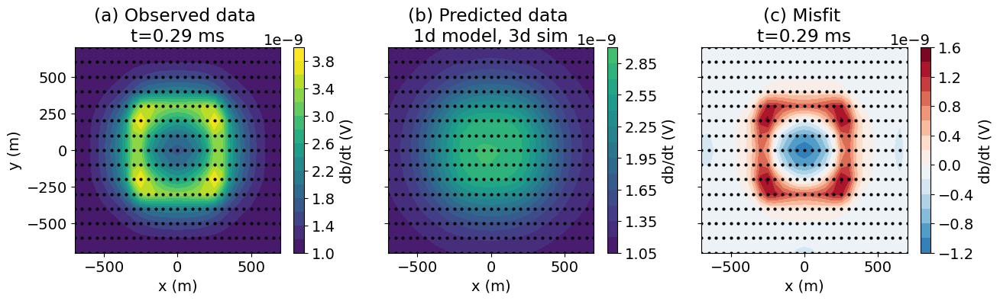 (a) Observed data
t=0.29 ms
1e−9
500
250
0
−250
−500
y (m)
−500 0 500
x (m)
3.8
3.4
3.0
2.6
2.2
1.8
1.4
1.0
db/dt (V)
(b) Predicted data
1d model, 3d sim
1e−9
−500 0 500
x (m)
2.85
2.55
2.25
1.95
1.65
1.35
1.05
db/dt (V)
(c) Misfit
t=0.29 ms
1e−9
−500 0 500
x (m)
1.6
1.2
0.8
0.4
0.0
−0.4
−0.8
−1.2
db/dt (V)